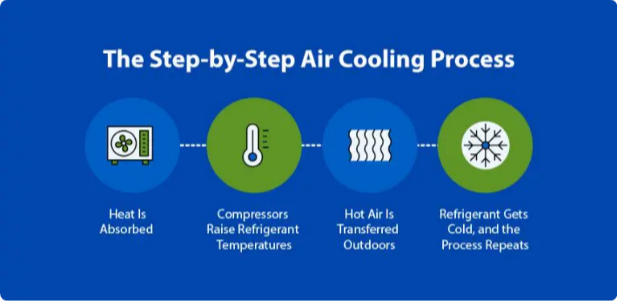 The Step-by-Step Air Cooling Process
Heat Is
Absorbed
Compressors
Raise Refrigerant
Temperatures
Hot Air Is
Transferred
Outdoors
Refrigerant Gets
Cold, and the
Process Repeats